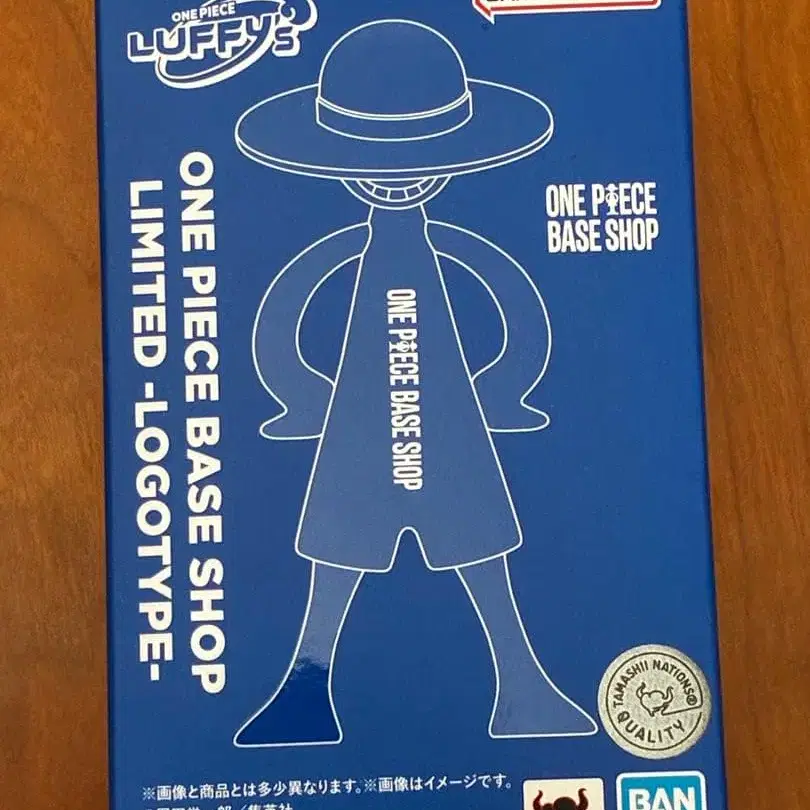 ONE PIECE
LUFFY's
ONE PIECE BASE SHOP
LIMITED -LOGOTYPE-
ONE PIECE
BASE SHOP
ONE PIECE BASE SHOP
TAMASHII NATIONS®
QUALITY
※画像と商品とは多少異なります。※画像はイメージです。
BAN